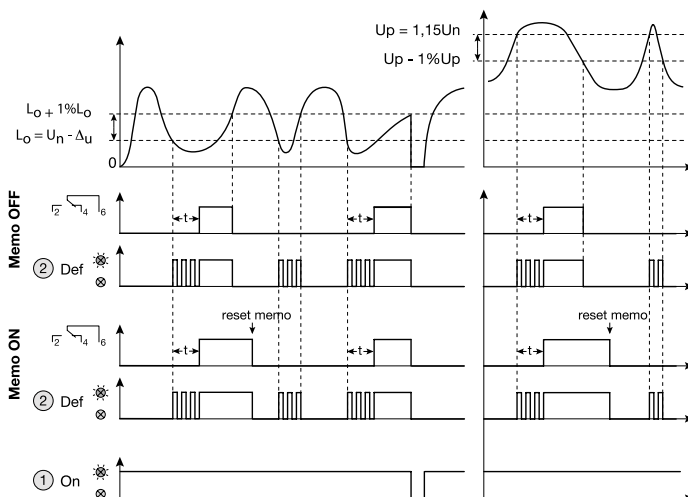 Up = 1,15Un
Up - 1%Up
Lo + 1%Lo
Lo = Un - Δu
0
Memo OFF
2 4 6
t t t
2 Def
reset memo reset memo
Memo ON
2 4 6
t t t
2 Def
1 On